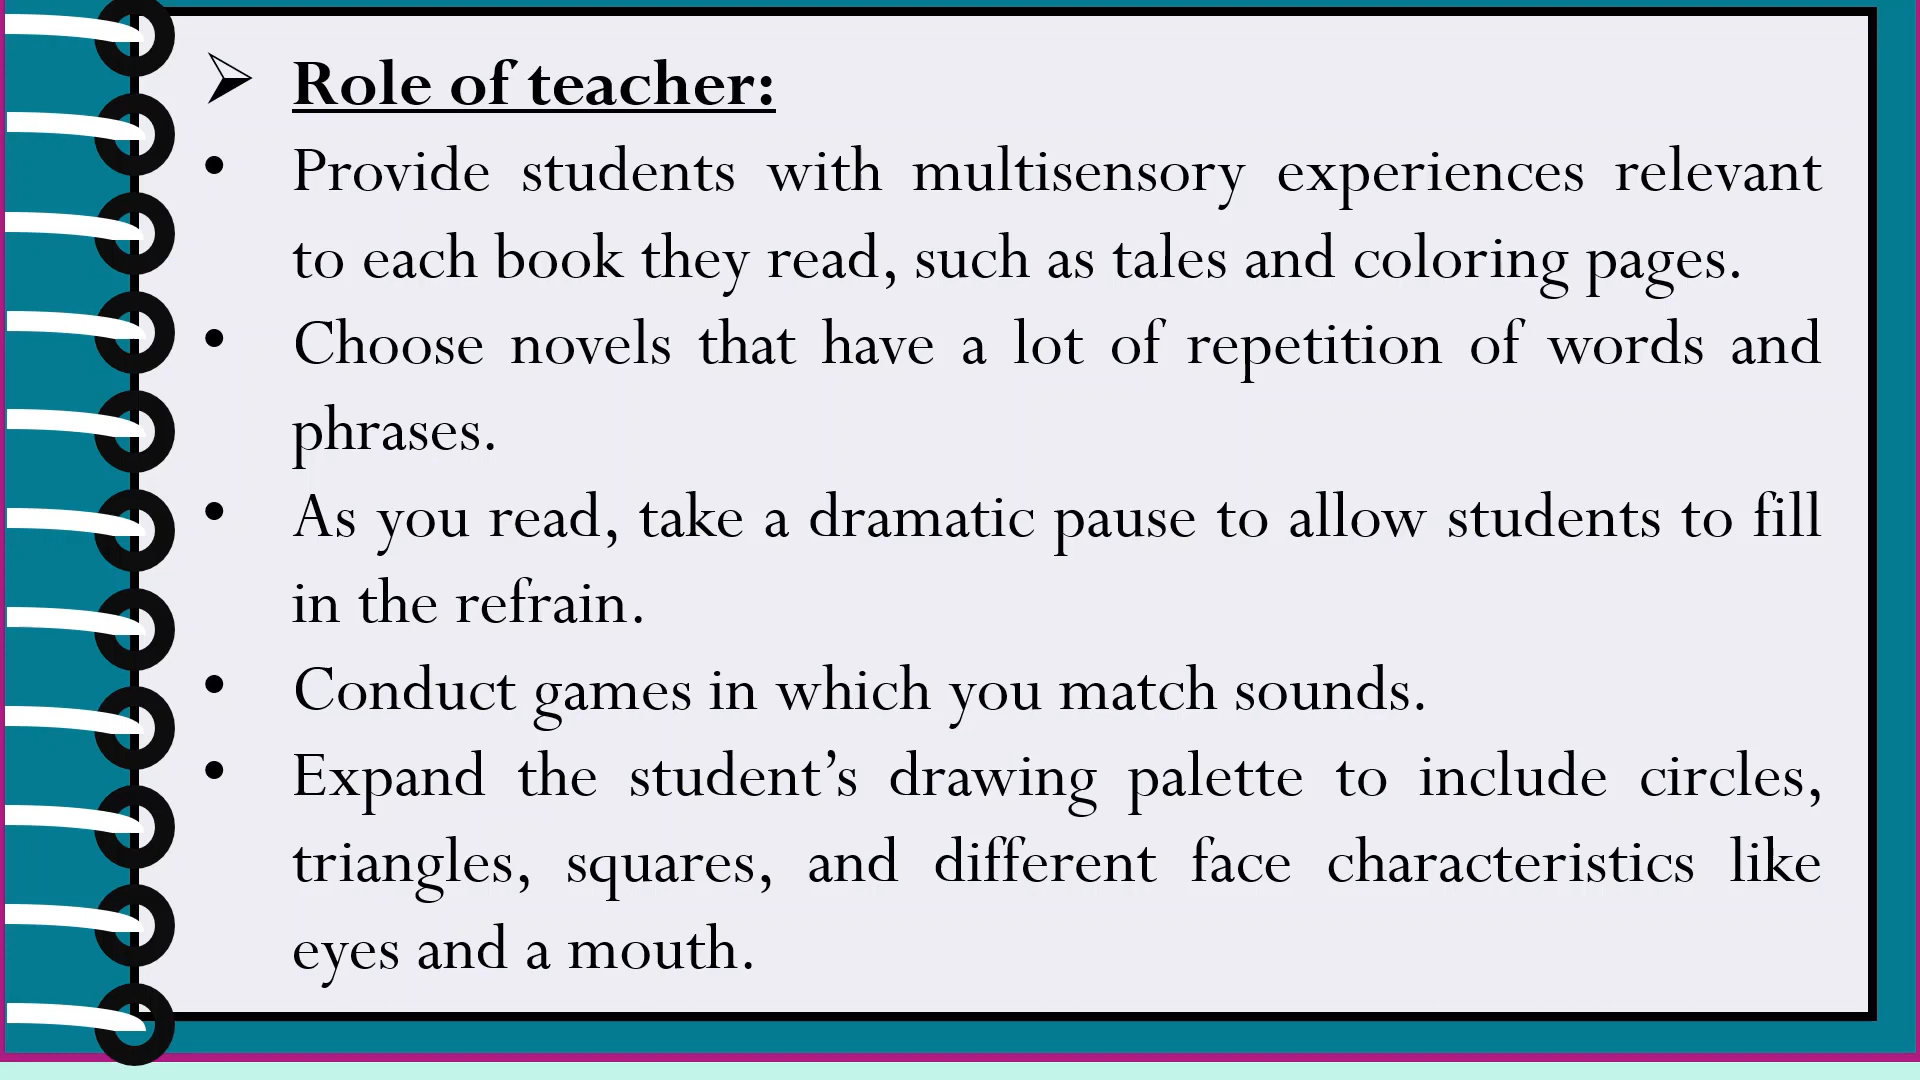 ➢ Role of teacher:
• Provide students with multisensory experiences relevant
to each book they read, such as tales and coloring pages.
• Choose novels that have a lot of repetition of words and
phrases.
• As you read, take a dramatic pause to allow students to fill
in the refrain.
• Conduct games in which you match sounds.
• Expand the student’s drawing palette to include circles,
triangles, squares, and different face characteristics like
eyes and a mouth.